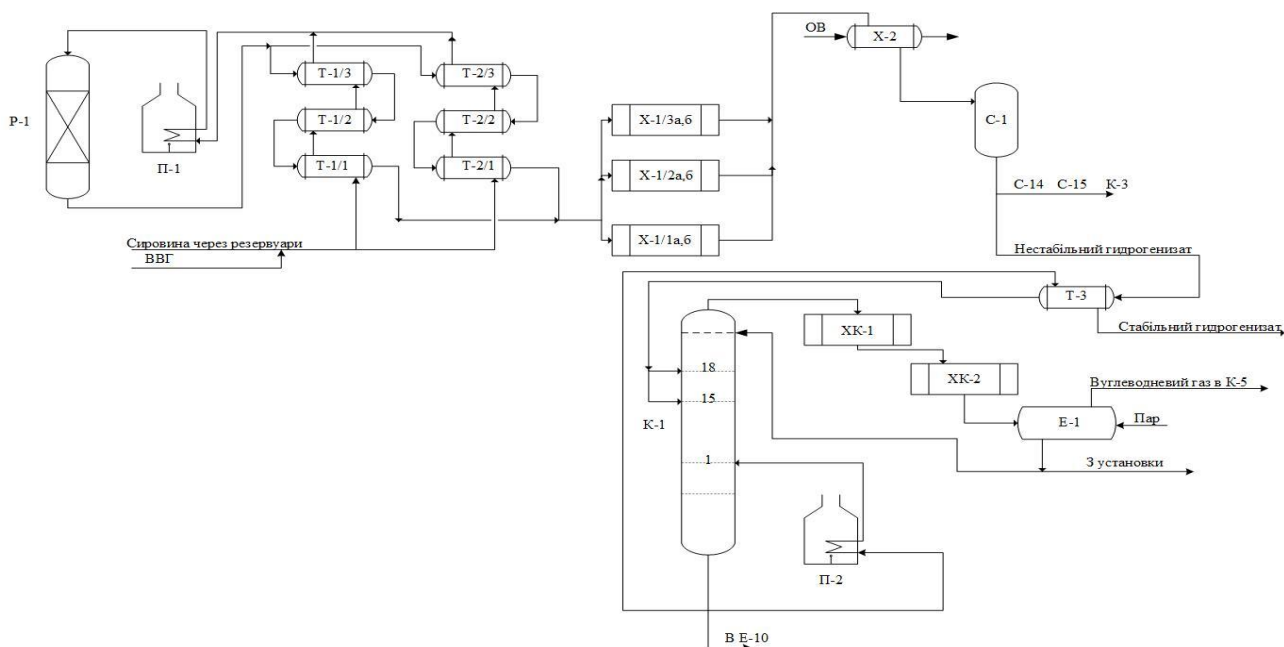 ОВ
Х-2
Т-1/3
Т-2/3
С-1
Р-1
Т-1/2
Т-2/2
Х-1/3а,б
П-1
Т-1/1
Т-2/1
Х-1/2а,б
С-14 С-15 К-3
Х-1/1а,б
Сировина через резервуари
ВВГ
Нестабільний гидрогенизат
Т-3
Стабільний гидрогенизат
ХК-1
18
ХК-2
15
Вуглеводневий газ в К-5
К-1
Е-1
Пар
1
З установки
П-2
В Е-10